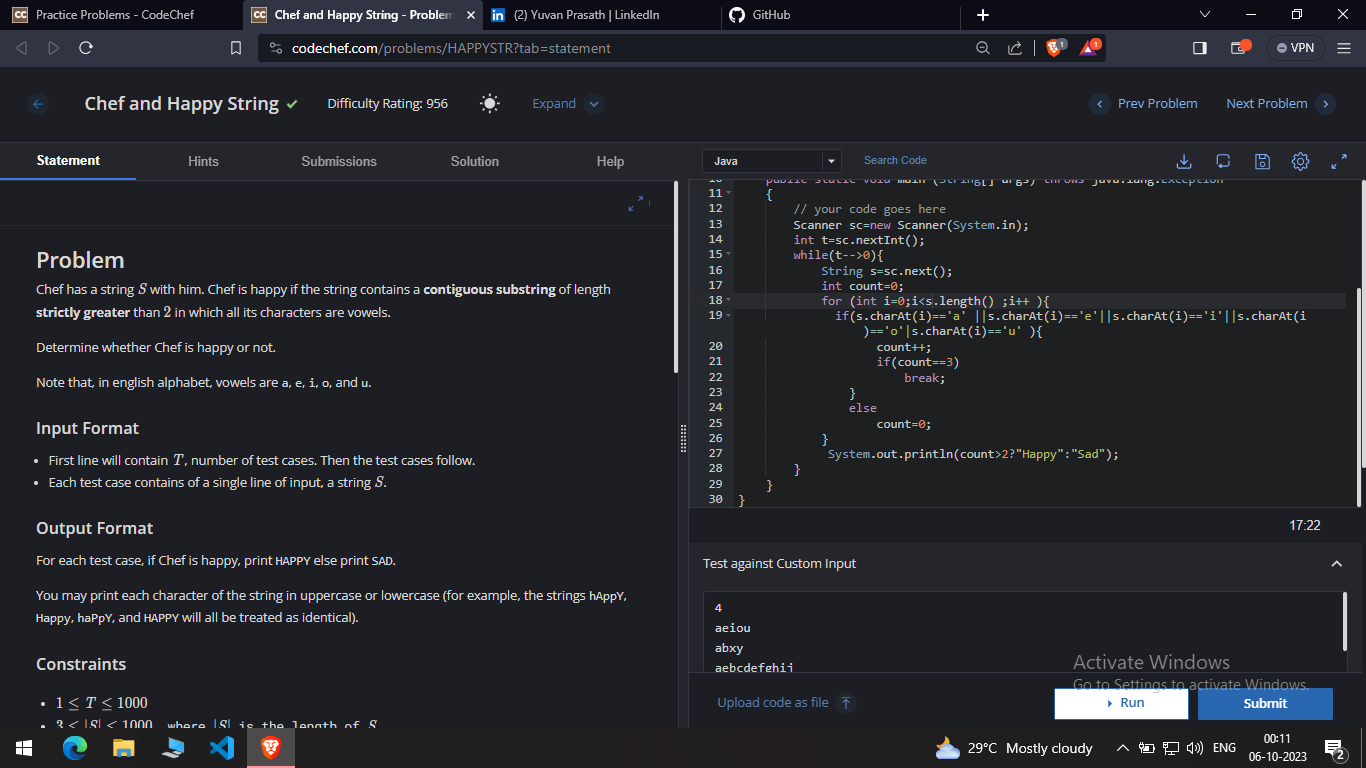 Practice Problems - CodeChef
Chef and Happy String - Problem
(2) Yuvan Prasath | LinkedIn
GitHub
codechef.com/problems/HAPPYSTR?tab=statement
1
1
VPN
Chef and Happy String
Difficulty Rating: 956
Expand
Prev Problem
Next Problem
Statement
Hints
Submissions
Solution
Help
Problem
Chef has a string S with him. Chef is happy if the string contains a contiguous substring of length
strictly greater than 2 in which all its characters are vowels.
Determine whether Chef is happy or not.
Note that, in english alphabet, vowels are a, e, i, o, and u.
Input Format
• First line will contain T, number of test cases. Then the test cases follow.
• Each test case contains of a single line of input, a string S.
Output Format
For each test case, if Chef is happy, print HAPPY else print SAD.
You may print each character of the string in uppercase or lowercase (for example, the strings hAppY,
Happy, haPpY, and HAPPY will all be treated as identical).
Constraints
• 1 ≤ T ≤ 1000
• 3 ≤ |S| ≤ 1000, where |S| is the length of S
Java
Search Code
10 public static void main (String[] args) throws java.lang.Exception
11 {
12 // your code goes here
13 Scanner sc=new Scanner(System.in);
14 int t=sc.nextInt();
15 while(t-->0){
16 String s=sc.next();
17 int count=0;
18 for (int i=0;i<s.length() ;i++ ){
19 if(s.charAt(i)=='a' ||s.charAt(i)=='e'||s.charAt(i)=='i'||s.charAt(i
)=='o'|s.charAt(i)=='u' ){
20 count++;
21 if(count==3)
22 break;
23 }
24 else
25 count=0;
26 }
27 System.out.println(count>2?"Happy":"Sad");
28 }
29 }
30 }
17:22
Test against Custom Input
4
aeiou
abxy
aebcdefghij
Activate Windows
Go to Settings to activate Windows.
Upload code as file
Run
Submit
29°C Mostly cloudy
ENG
00:11
06-10-2023
2